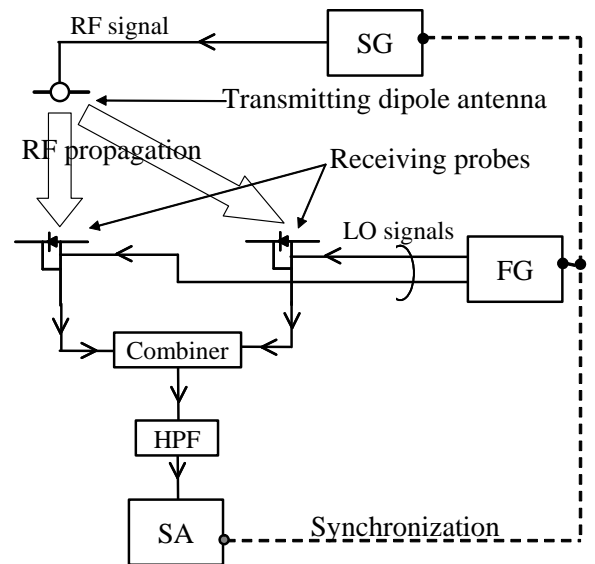 RF signal
SG
Transmitting dipole antenna
RF propagation
Receiving probes
LO signals
FG
Combiner
HPF
SA
Synchronization